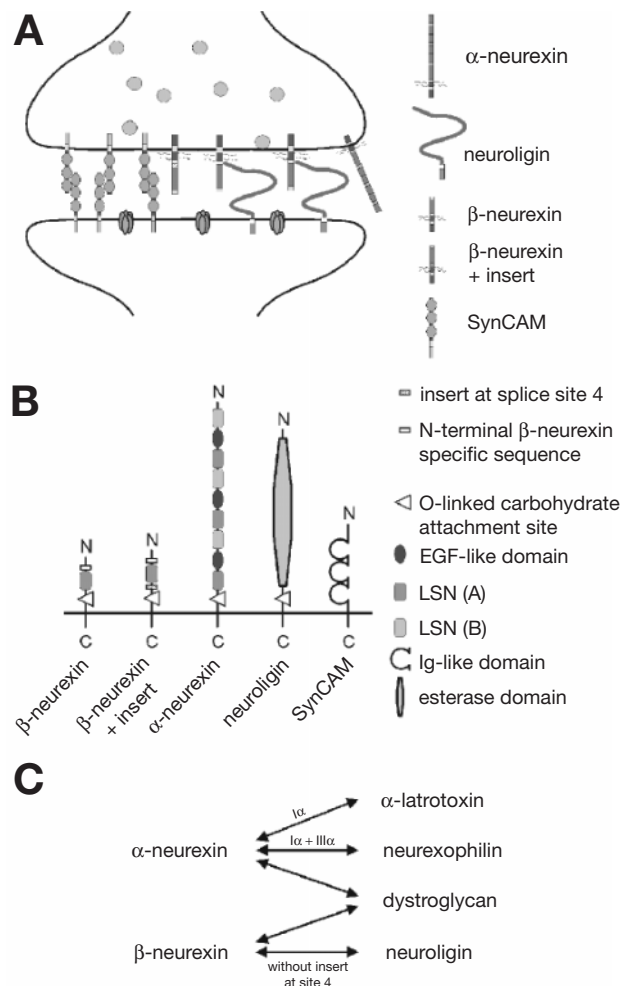 A
α-neurexin
neuroligin
β-neurexin
β-neurexin
+ insert
SynCAM
B
N
N
N
N
N
C
C
C
C
C
β-neurexin
β-neurexin
+ insert
α-neurexin
neuroligin
SynCAM
insert at splice site 4
N-terminal β-neurexin
specific sequence
O-linked carbohydrate
attachment site
EGF-like domain
LSN (A)
LSN (B)
Ig-like domain
esterase domain
C
α-neurexin
β-neurexin
Iα
Iα + IIIα
without insert
at site 4
α-latrotoxin
neurexophilin
dystroglycan
neuroligin